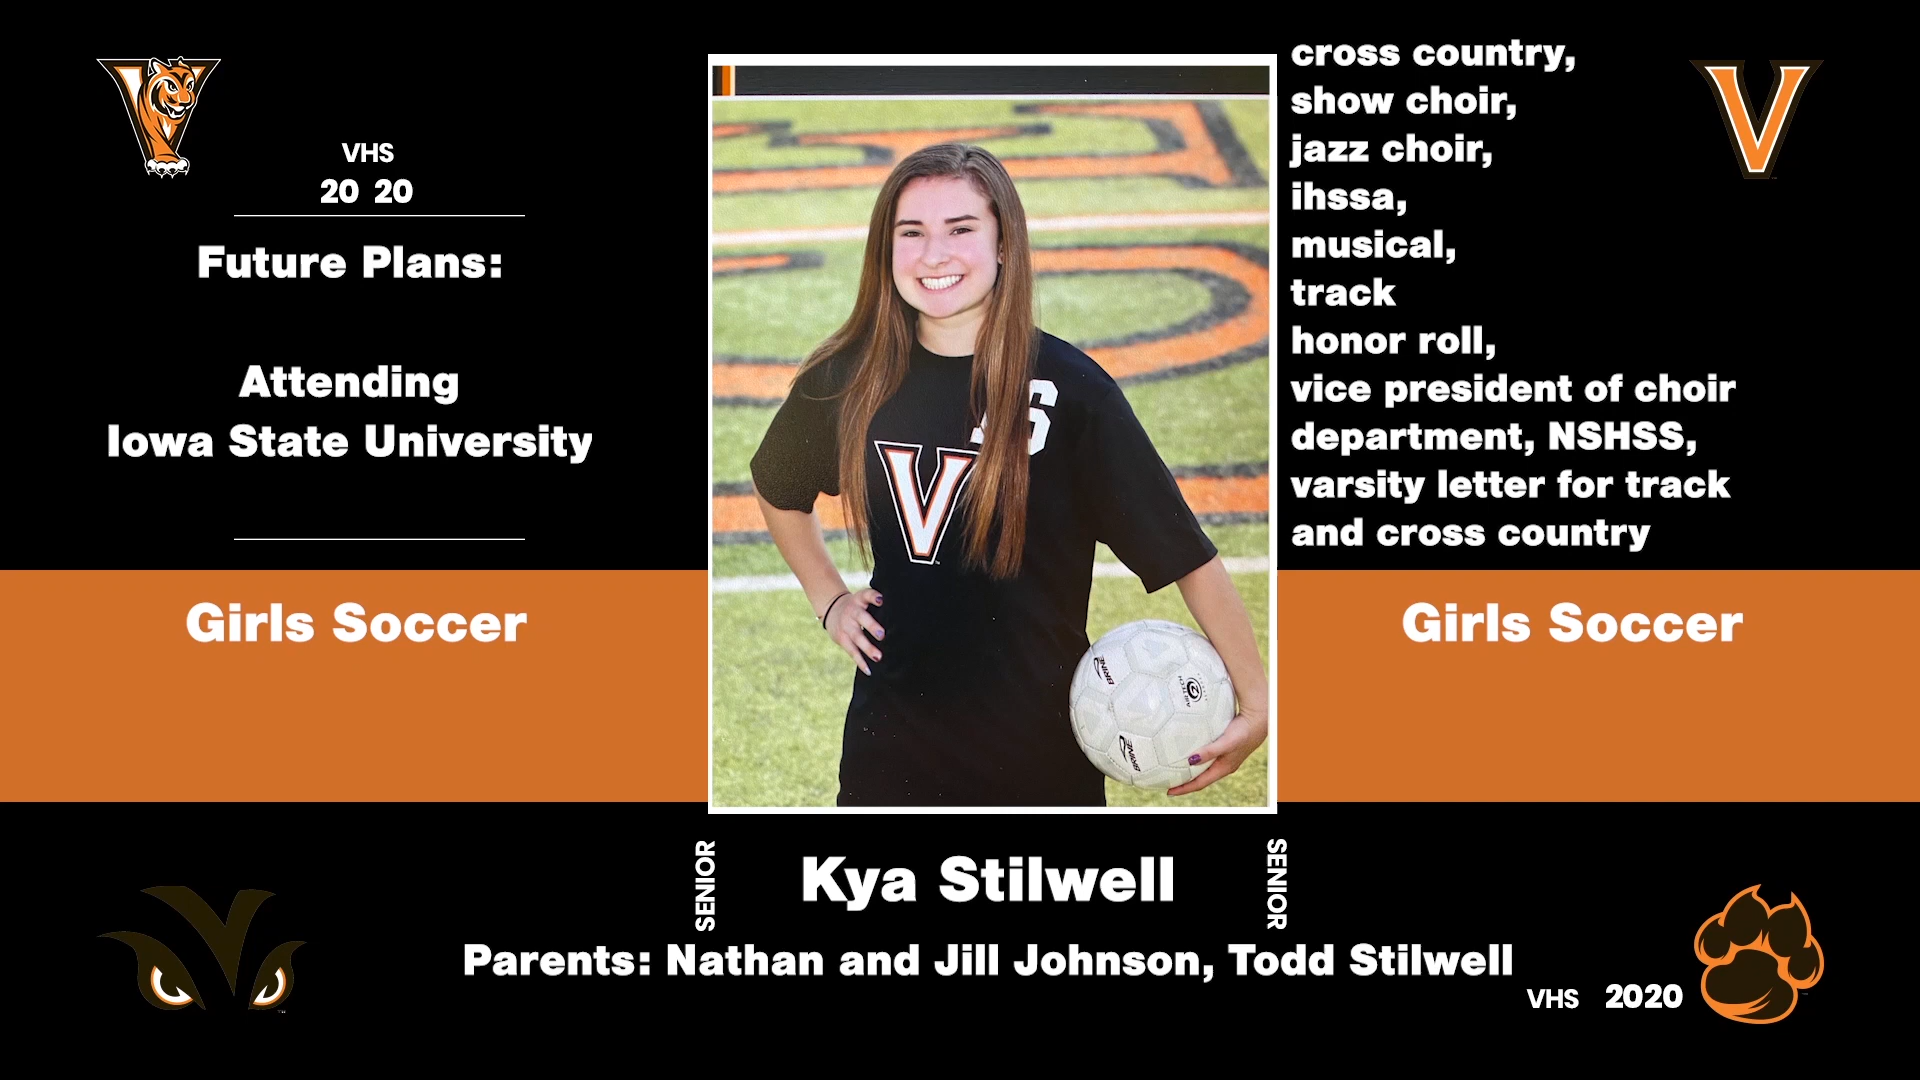 VHS
20 20
Future Plans:
Attending
Iowa State University
Girls Soccer
cross country,
show choir,
jazz choir,
ihssa,
musical,
track
honor roll,
vice president of choir
department, NSHSS,
varsity letter for track
and cross country
Girls Soccer
V
V
S
BRINE
BRINE
SENIOR
Kya Stilwell
SENIOR
Parents: Nathan and Jill Johnson, Todd Stilwell
VHS 2020